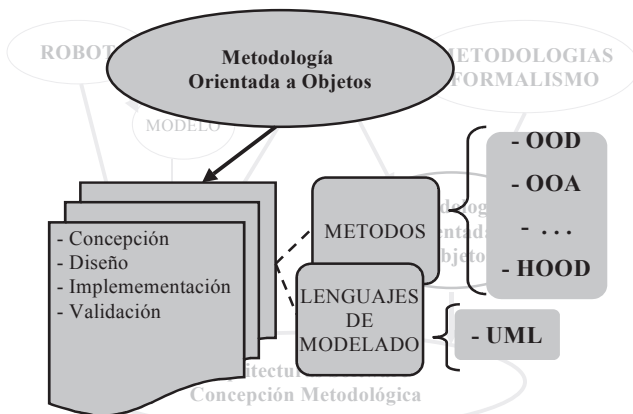 ROBOT
Metodología
Orientada a Objetos
METODOLOGIAS
FORMALISMO
MODELO
- Concepción
- Diseño
- Implemementación
- Validación
METODOS
LENGUAJES
DE
MODELADO
- OOD
- OOA
- . . .
- HOOD
- UML
Concepción Metodológica